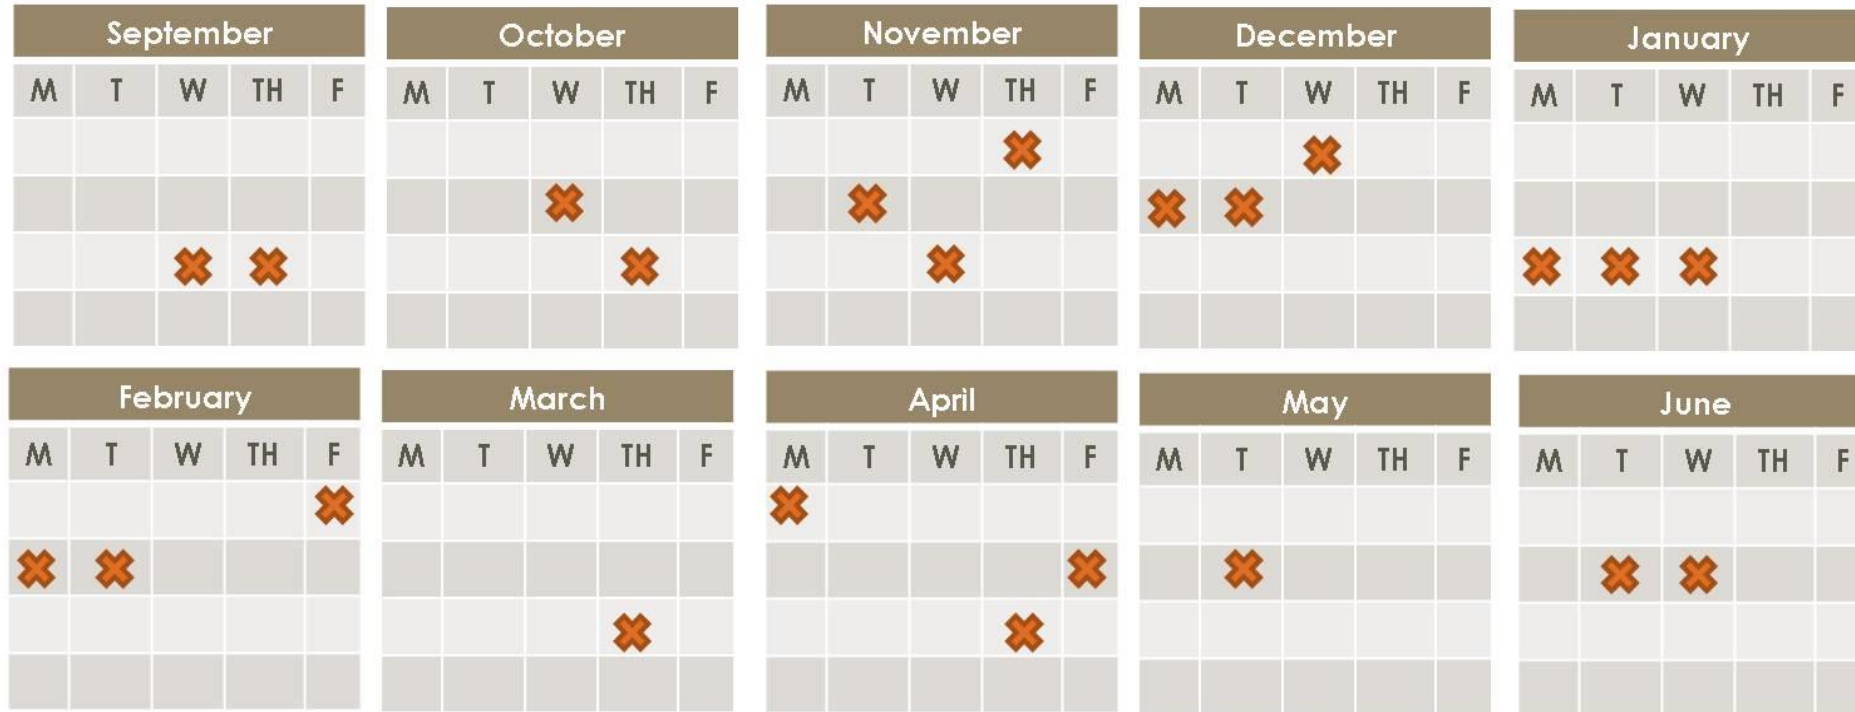 September October November December January
M T W TH F M T W TH F M T W TH F M T W TH F M T W TH F
February March April May June
M T W TH F M T W TH F M T W TH F M T W TH F M T W TH F